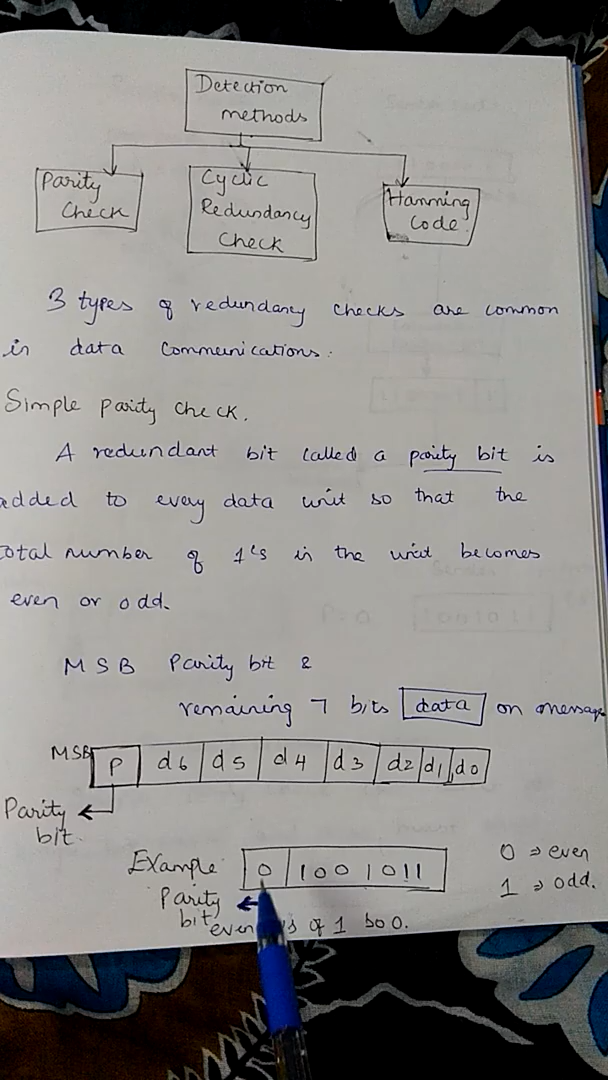 Detection
methods
Parity
Check
Cyclic
Redundancy
Check
Hamming
Code.
3 types of redundancy checks are common
in data communications.
Simple parity check.
A redundant bit called a parity bit is
added to every data unit so that the
total number of 1's in the unit becomes
even or odd.
MSB Parity bit &
remaining 7 bits data on message
MSB P d6 d5 d4 d3 d2 d1 d0
Parity
bit.
Example 0 1001011 0 => even
Parity 1 => odd.
bit
even of 1 so 0.